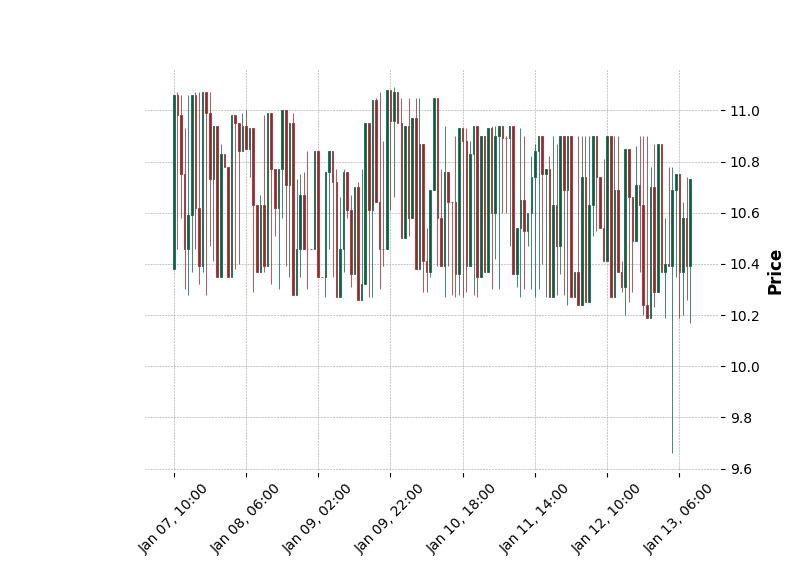 11.0
10.8
10.6
10.4
10.2
10.0
9.8
9.6
Price
Jan 07, 10:00
Jan 08, 06:00
Jan 09, 02:00
Jan 09, 22:00
Jan 10, 18:00
Jan 11, 14:00
Jan 12, 10:00
Jan 13, 06:00